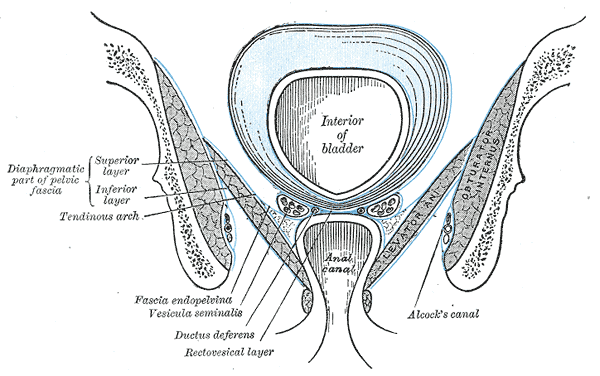 Interior
of
bladder
Diaphragmatic
part of pelvic
fascia
Superior
layer
Inferior
layer
Tendinous arch
OBTURATOR
INTERNUS
LEVATOR ANI
Anal
canal
Fascia endopelvina
Vesicula seminalis
Ductus deferens
Rectovesical layer
Alcock's canal